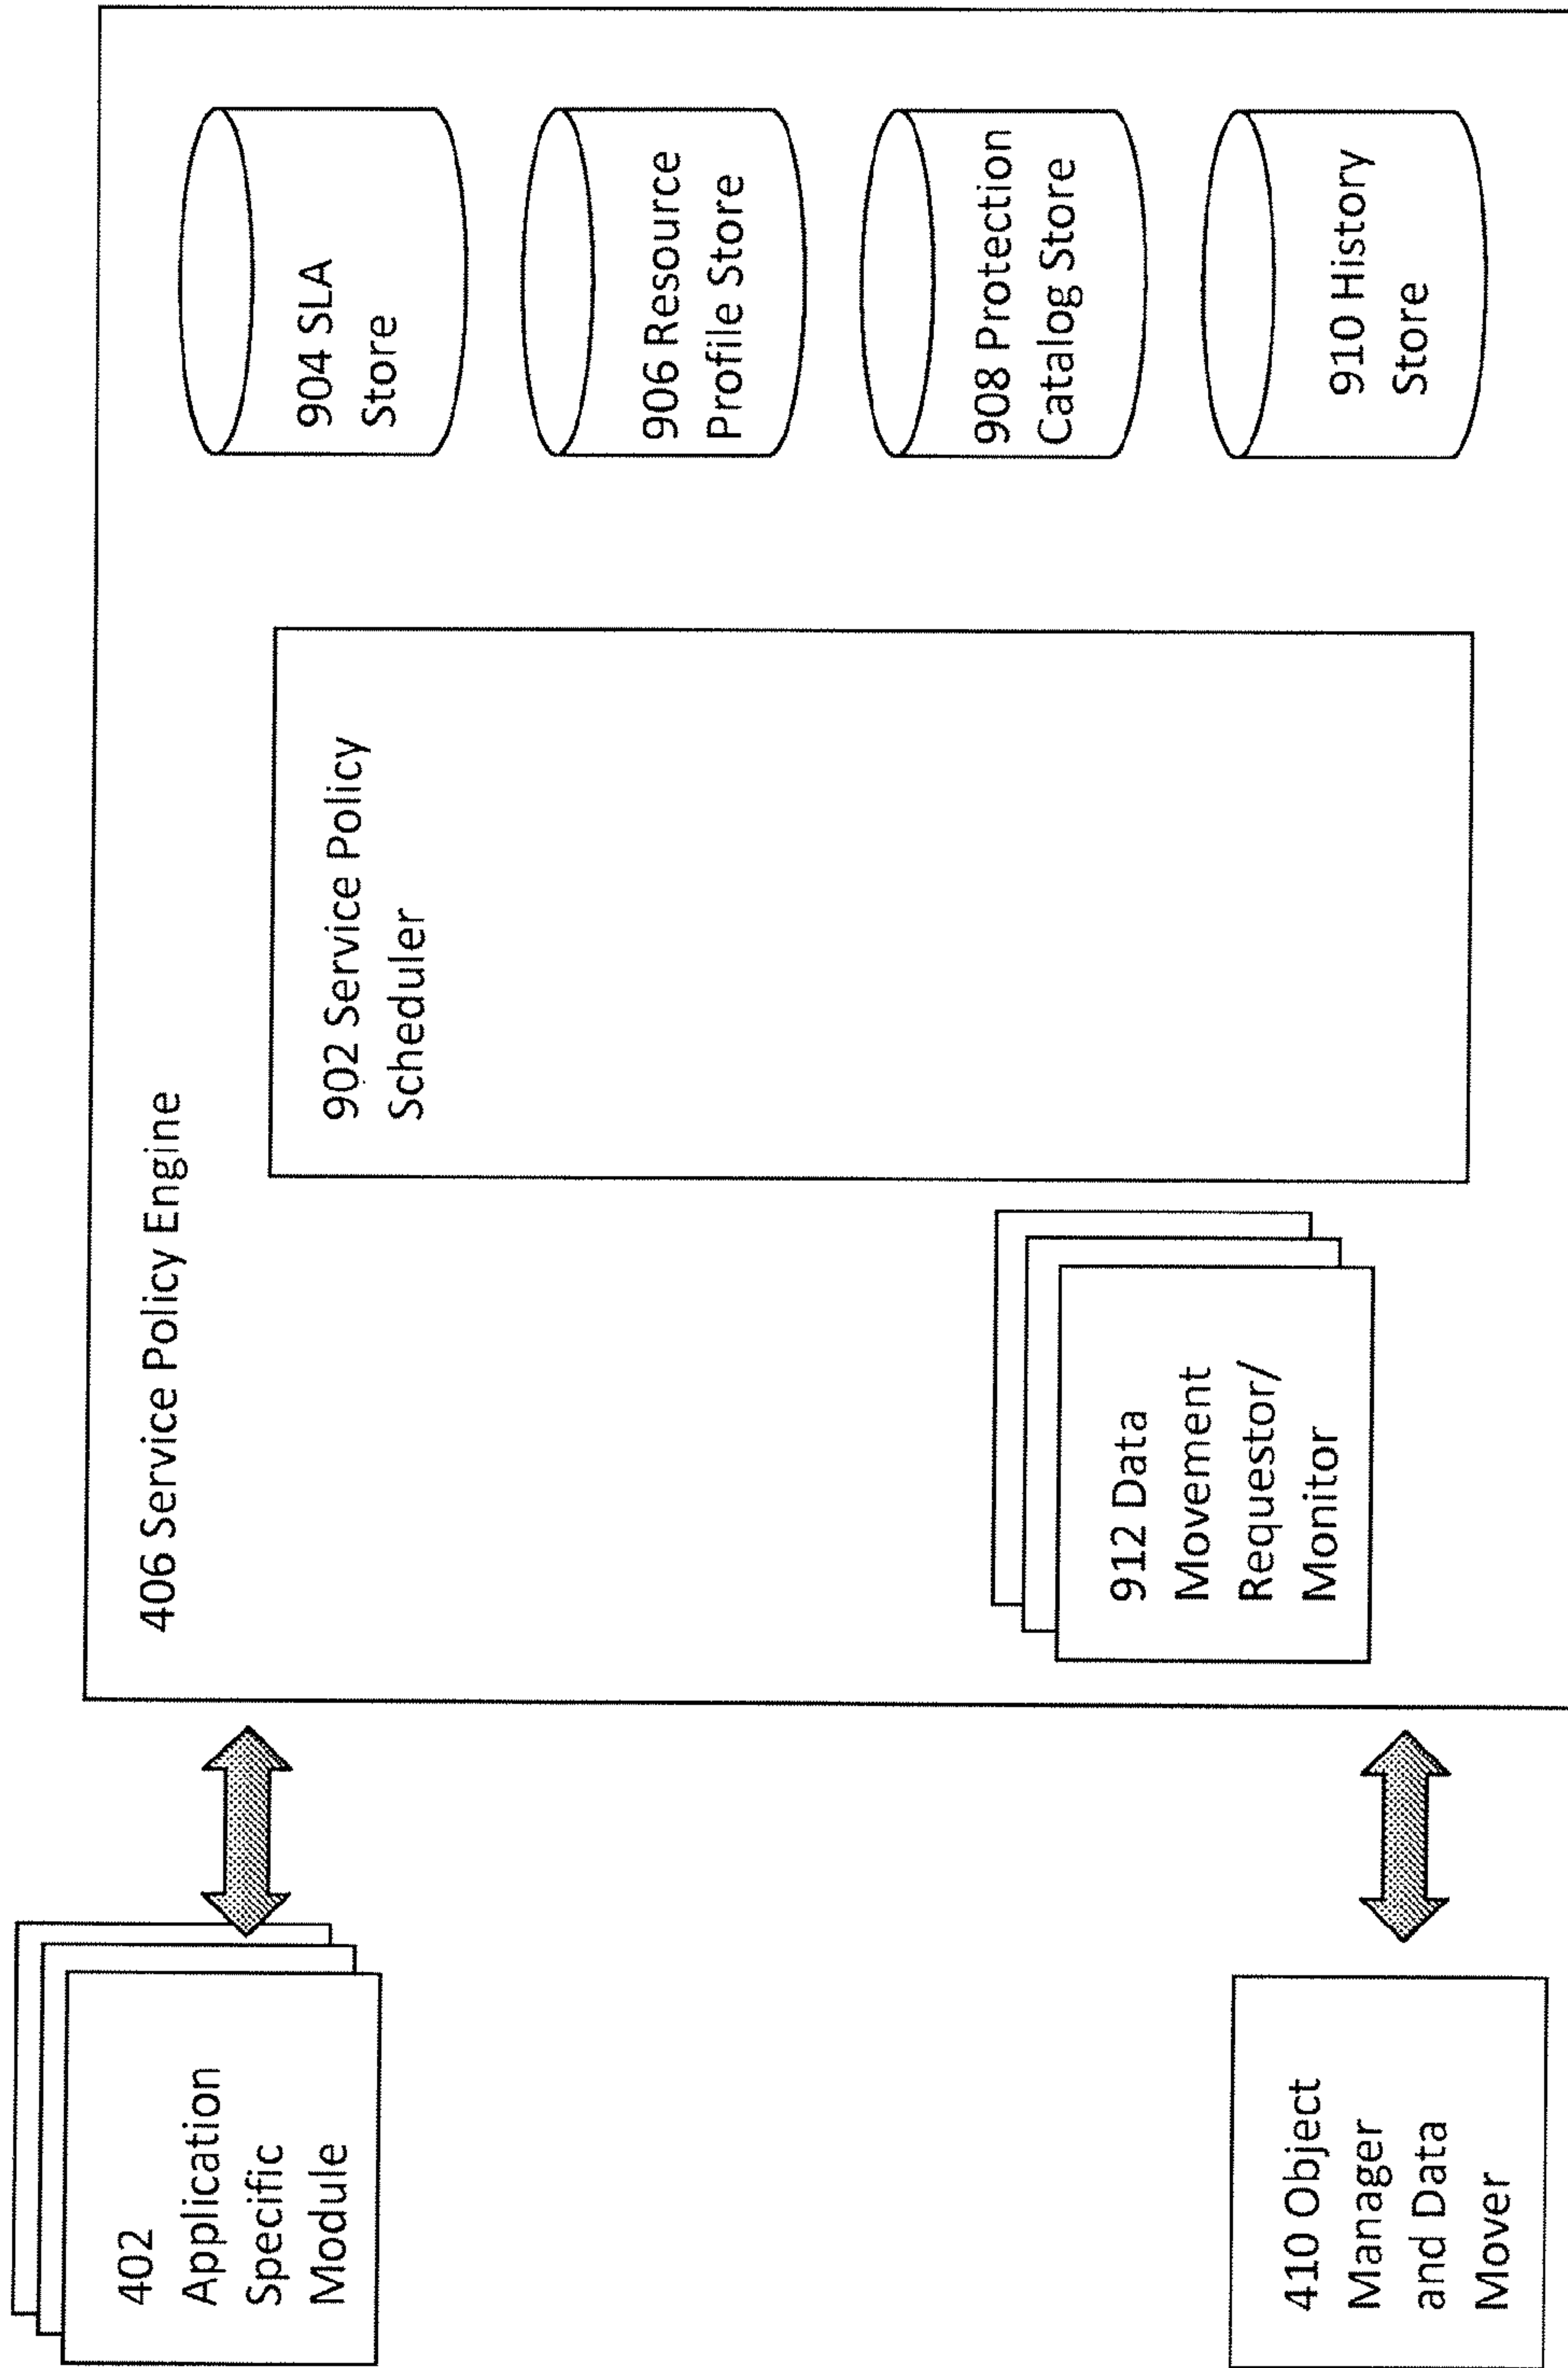 406 Service Policy Engine
402
Application
Specific
Module
902 Service Policy
Scheduler
904 SLA
Store
906 Resource
Profile Store
908 Protection
Catalog Store
910 History
Store
912 Data
Movement
Requestor/
Monitor
410 Object
Manager
and Data
Mover